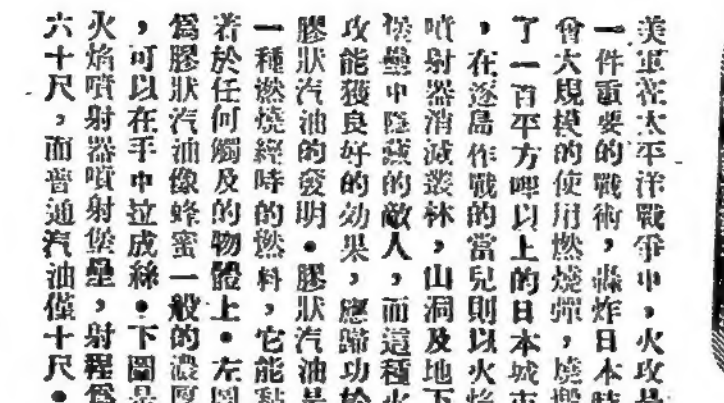 美軍在太平洋戰爭中,火攻是
一件重要的戰術,轟炸日本時
曾大規模的使用燃燒彈,燒燬
了一百平方哩以上的日本城市
,在逐島作戰的當兒則以火焰
噴射器消滅叢林,山洞及地下
堡壘中隱藏的敵人,而這種火
攻能獲良好的効果,應歸功於
膠狀汽油的發明。膠狀汽油是
一種燃燒經時的燃料,它能黏
着於任何觸及的物體上。左圖
爲膠狀汽油像蜂蜜一般的濃厚
,可以在手中拉成絲。下圖是
火焰噴射器噴射堡壘,射程爲
六十尺,而普通汽油僅十尺。